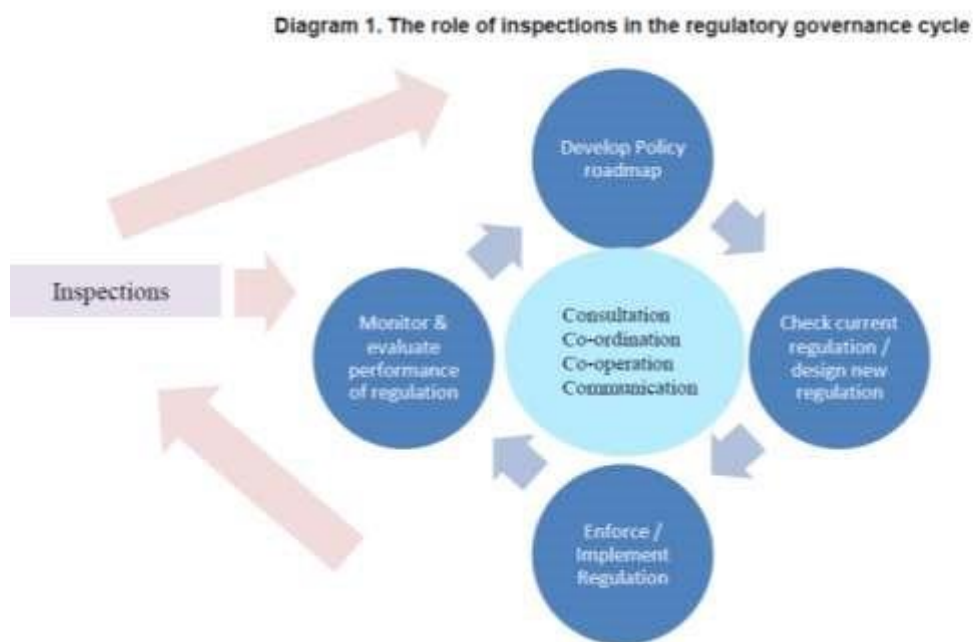 Diagram 1. The role of inspections in the regulatory governance cycle
Develop Policy
roadmap
Inspections
Monitor &
evaluate
performance
of regulation
Consultation
Co-ordination
Co-operation
Communication
Check current
regulation /
design new
regulation
Enforce /
Implement
Regulation